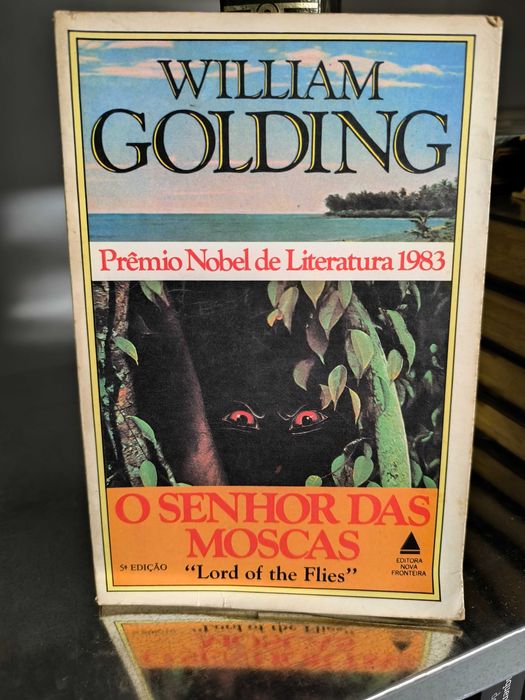 WILLIAM
GOLDING
Prêmio Nobel de Literatura 1983
O SENHOR DAS
MOSCAS
5ª EDIÇÃO
"Lord of the Flies"
EDITORA
NOVA
FRONTEIRA